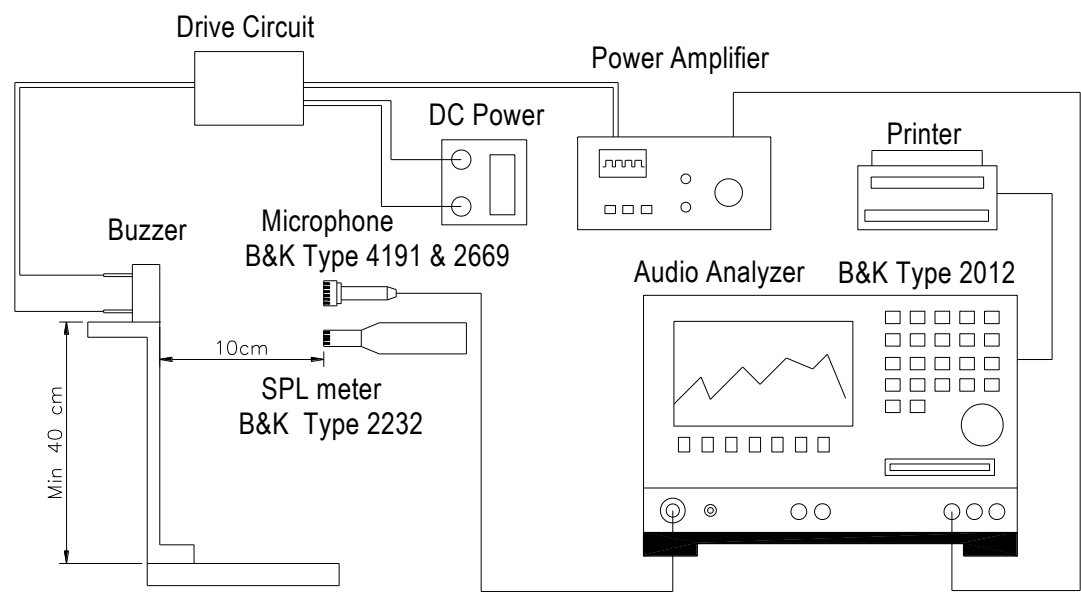 Drive Circuit
Power Amplifier
DC Power
Printer
Buzzer
Microphone
B&K Type 4191 & 2669
Audio Analyzer
B&K Type 2012
10cm
SPL meter
B&K Type 2232
Min 40 cm